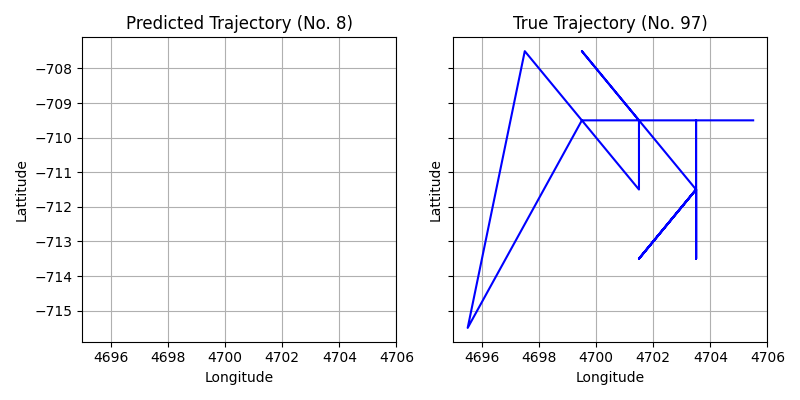 Predicted Trajectory (No. 8)
−708
−709
−710
−711
−712
−713
−714
−715
Lattitude
4696 4698 4700 4702 4704 4706
Longitude
True Trajectory (No. 97)
Lattitude
4696 4698 4700 4702 4704 4706
Longitude